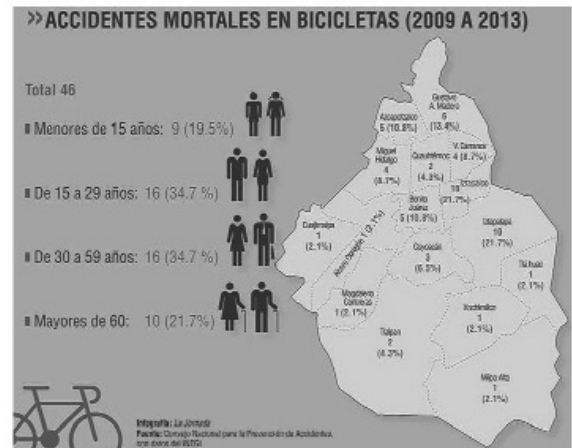 >>ACCIDENTES MORTALES EN BICICLETAS (2009 A 2013)
Total 46
Menores de 15 años: 9 (19.5%)
De 15 a 29 años: 16 (34.7 %)
De 30 a 59 años: 16 (34.7%)
Mayores de 60: 10 (21.7%)
Gustavo
A. Madero
6
(13.4%)
Azcapotzalco
5 (10.8%)
Miguel
Hidalgo
4
(8.7%)
Cuauhtémoc
2
(4.3%)
V. Carranza
4 (8.7%)
Iztacalco
10
(21.7%)
Benito
Juárez
5 (10.8%)
Iztapalapa
10
(21.7%)
Cuajimalpa
1
(2.1%)
Álvaro Obregón 1 (2.1%)
Coyoacán
3
(6.5%)
Tláhuac
1
(2.1%)
Magdalena
Contreras
1 (2.1%)
Xochimilco
1
(2.1%)
Tlalpan
2
(4.3%)
Milpa Alta
1
(2.1%)
Infografía: La Jornada
Fuente: Consejo Nacional para la Prevención de Accidentes,
con datos del INEGI